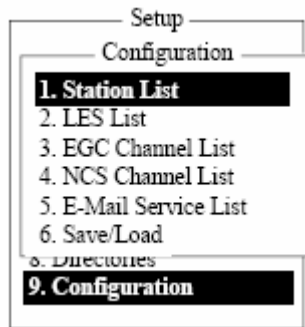 Setup
Configuration
1. Station List
2. LES List
3. EGC Channel List
4. NCS Channel List
5. E-Mail Service List
6. Save/Load
8. Directories
9. Configuration